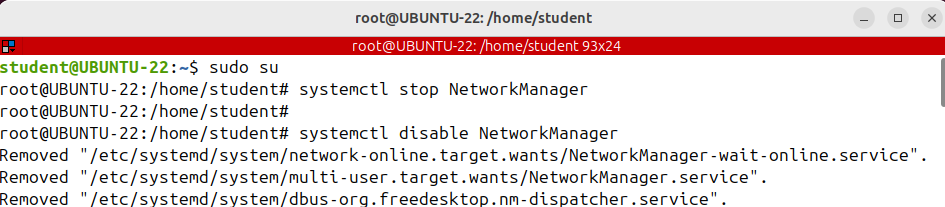 root@UBUNTU-22: /home/student
root@UBUNTU-22: /home/student 93x24
student@UBUNTU-22:~$ sudo su
root@UBUNTU-22:/home/student# systemctl stop NetworkManager
root@UBUNTU-22:/home/student#
root@UBUNTU-22:/home/student# systemctl disable NetworkManager
Removed "/etc/systemd/system/network-online.target.wants/NetworkManager-wait-online.service".
Removed "/etc/systemd/system/multi-user.target.wants/NetworkManager.service".
Removed "/etc/systemd/system/dbus-org.freedesktop.nm-dispatcher.service".